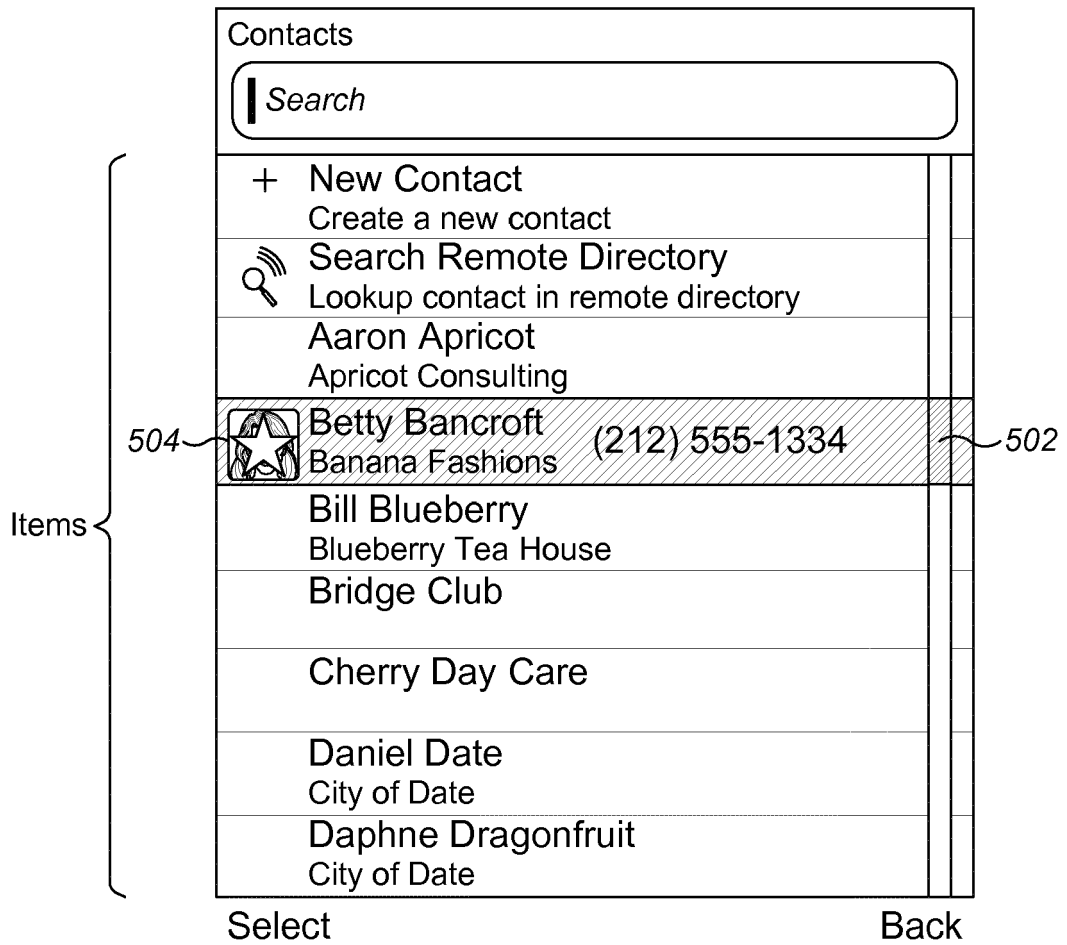 Contacts
Search
+ New Contact
Create a new contact
Search Remote Directory
Lookup contact in remote directory
Aaron Apricot
Apricot Consulting
504
Betty Bancroft
Banana Fashions
(212) 555-1334
502
Items
Bill Blueberry
Blueberry Tea House
Bridge Club
Cherry Day Care
Daniel Date
City of Date
Daphne Dragonfruit
City of Date
Select
Back